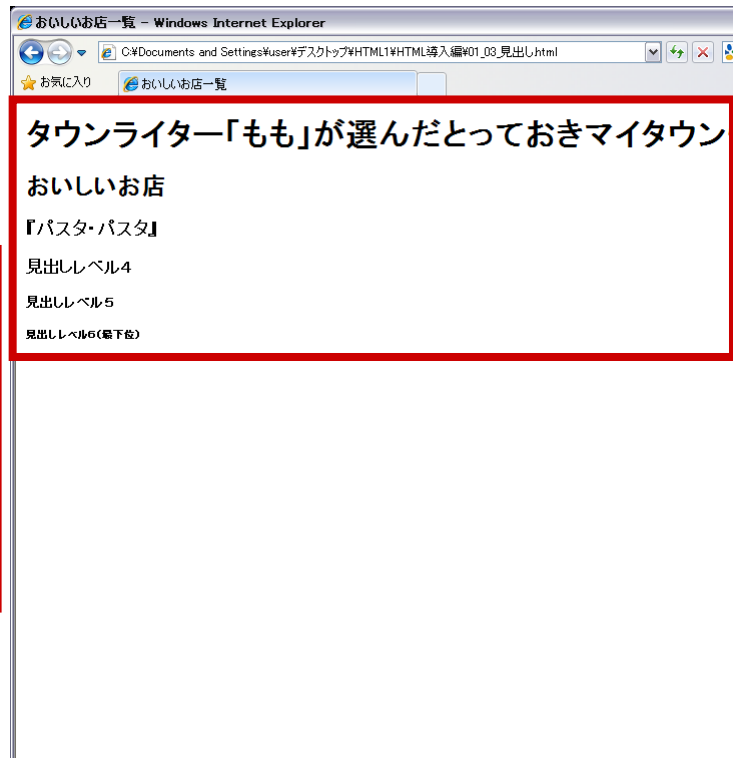 おいしいお店一覧 - Windows Internet Explorer
C:¥Documents and Settings¥user¥デスクトップ¥HTML1¥HTML導入編¥01_03_見出し.html
お気に入り おいしいお店一覧
タウンライター「もも」が選んだとっておきマイタウン
おいしいお店
『パスタ・パスタ』
見出しレベル4
見出しレベル5
見出しレベル6(最下位)